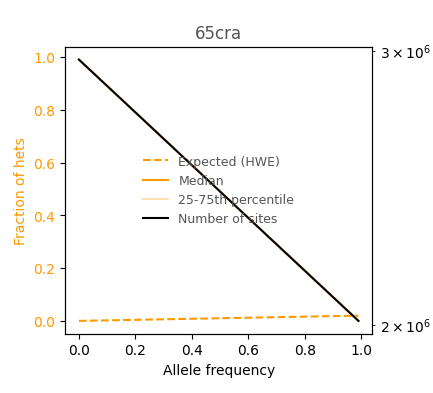 65cra
Fraction of hets
1.0
0.8
0.6
0.4
0.2
0.0
Expected (HWE)
Median
25-75th percentile
Number of sites
3 × 10⁶
2 × 10⁶
0.0 0.2 0.4 0.6 0.8 1.0
Allele frequency